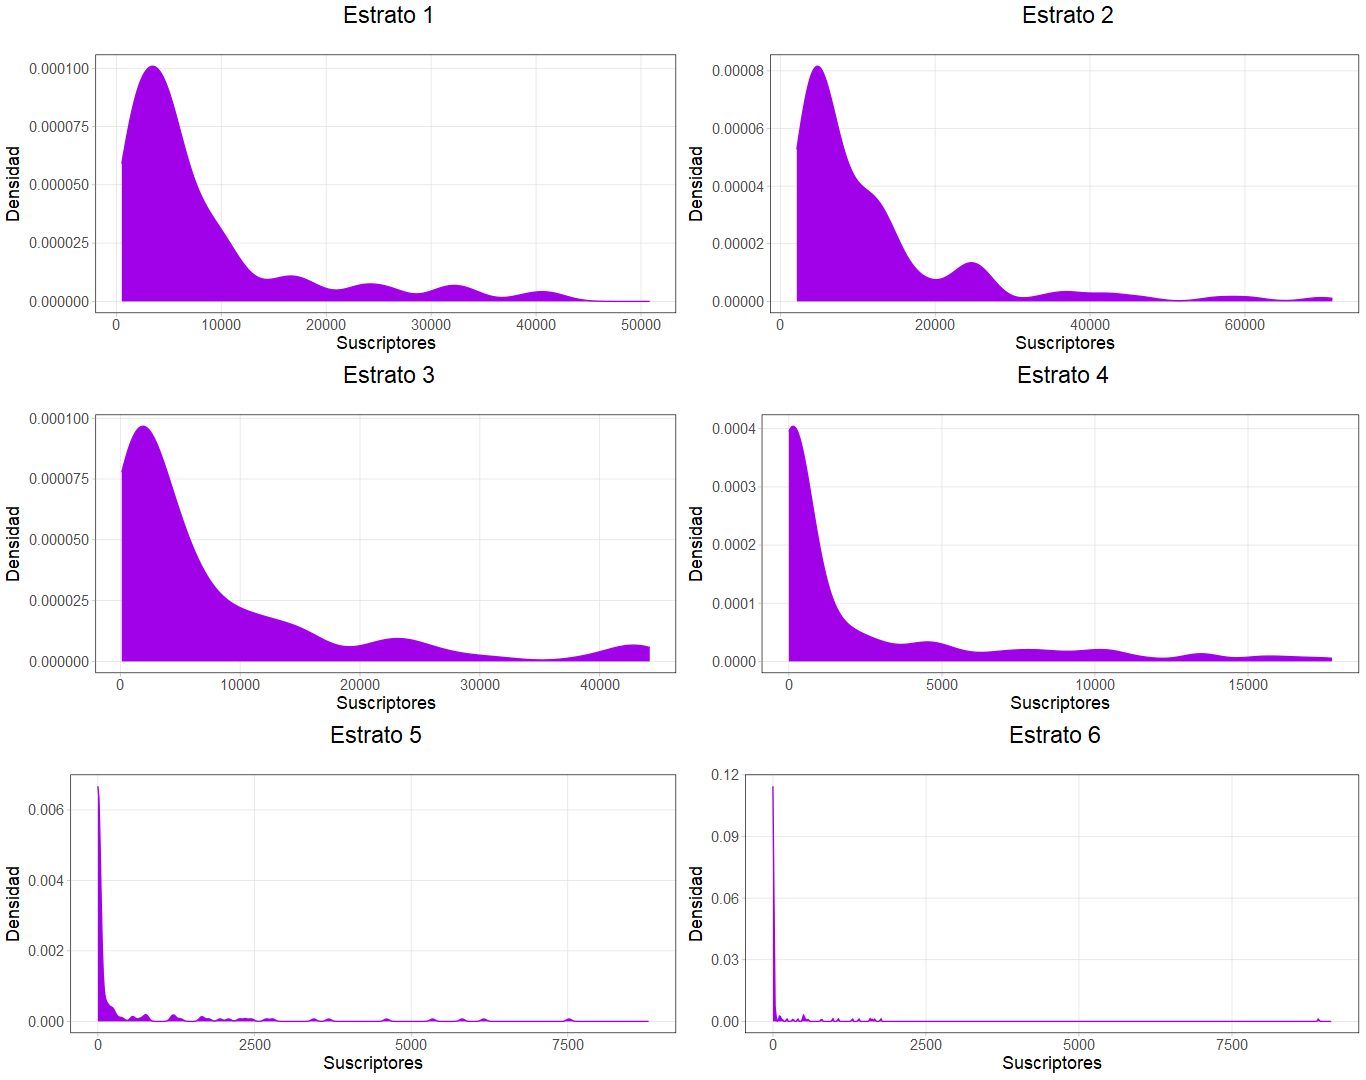 Estrato 1
0.000100
0.000075
0.000050
0.000025
0.000000
Densidad
0 10000 20000 30000 40000 50000
Suscriptores
Estrato 2
0.00008
0.00006
0.00004
0.00002
0.00000
Densidad
0 20000 40000 60000
Suscriptores
Estrato 3
0.000100
0.000075
0.000050
0.000025
0.000000
Densidad
0 10000 20000 30000 40000
Suscriptores
Estrato 4
0.0004
0.0003
0.0002
0.0001
0.0000
Densidad
0 5000 10000 15000
Suscriptores
Estrato 5
0.006
0.004
0.002
0.000
Densidad
0 2500 5000 7500
Suscriptores
Estrato 6
0.12
0.09
0.06
0.03
0.00
Densidad
0 2500 5000 7500
Suscriptores